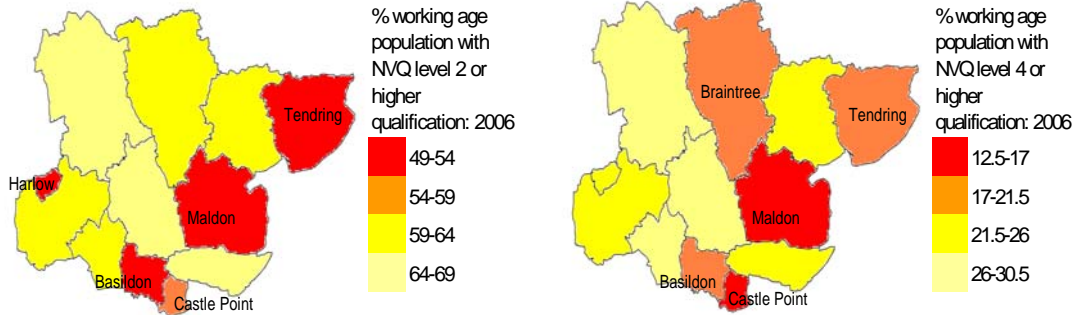 % working age
population with
NVQ level 2 or
higher
qualification: 2006
49-54
54-59
59-64
64-69
Tendring
Harlow
Maldon
Basildon
Castle Point
% working age
population with
NVQ level 4 or
higher
qualification: 2006
12.5-17
17-21.5
21.5-26
26-30.5
Braintree
Tendring
Maldon
Basildon
Castle Point